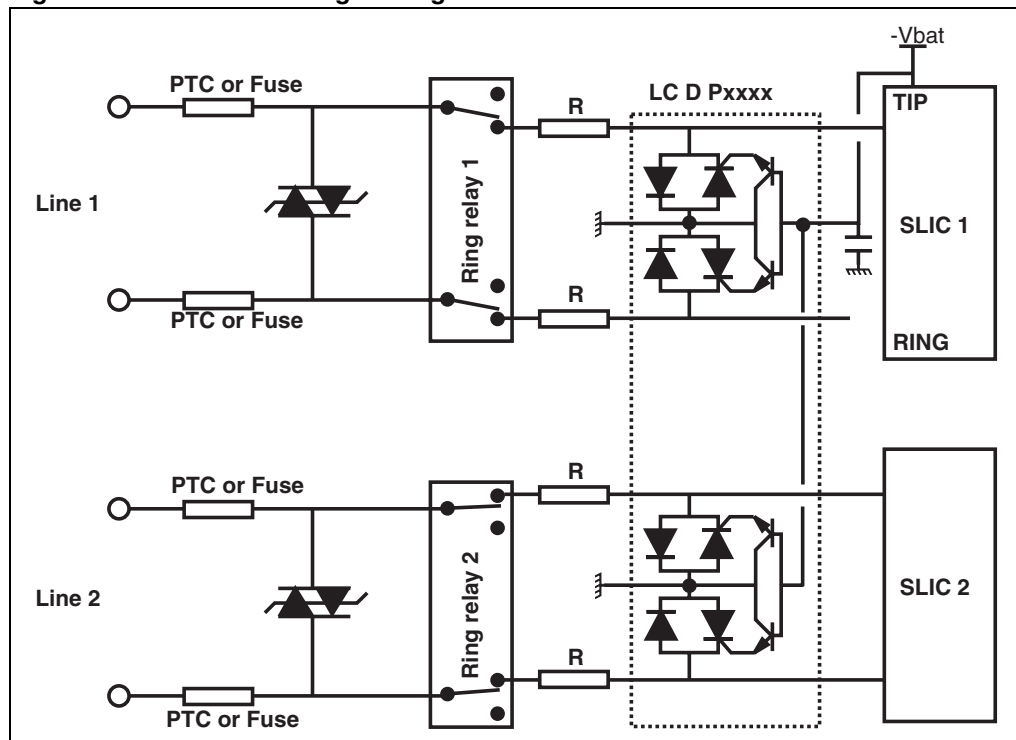 -Vbat
PTC or Fuse
LC D Pxxxx
TIP
R
Line 1
Ring relay 1
SLIC 1
R
PTC or Fuse
RING
R
PTC or Fuse
Line 2
Ring relay 2
SLIC 2
R
PTC or Fuse